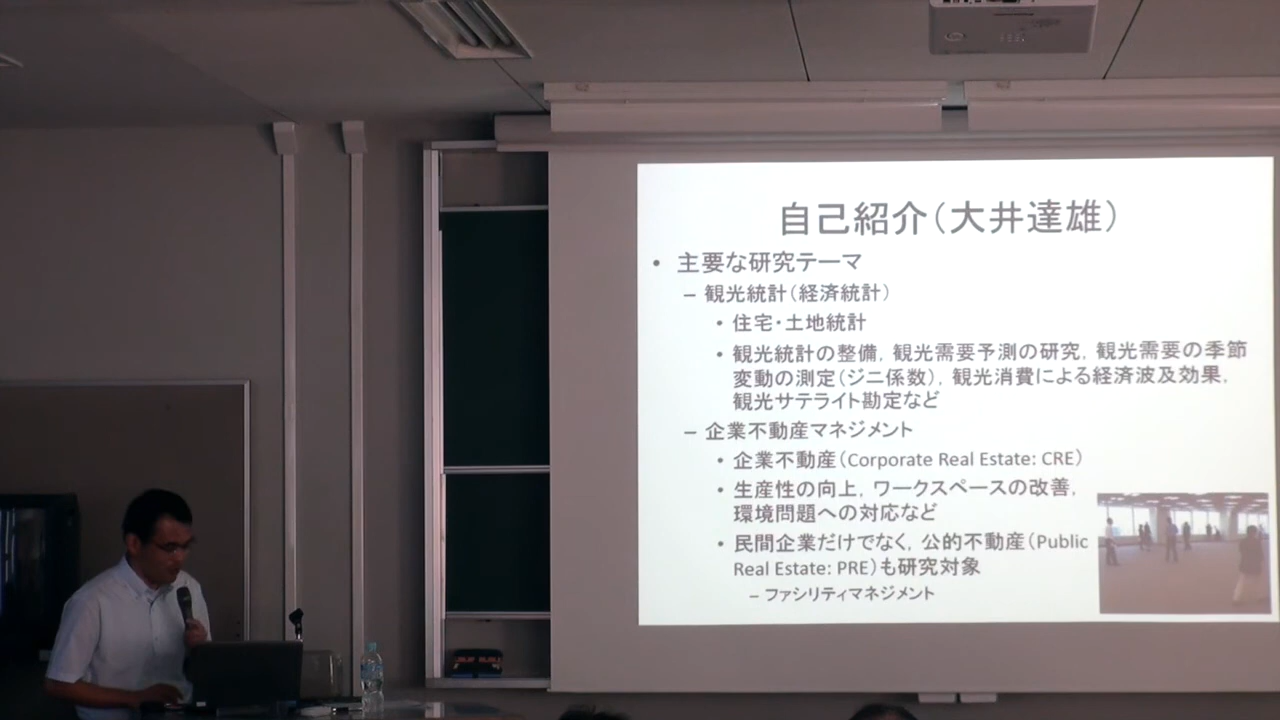 自己紹介(大井達雄)
• 主要な研究テーマ
– 観光統計(経済統計)
• 住宅・土地統計
• 観光統計の整備, 観光需要予測の研究, 観光需要の季節
変動の測定(ジニ係数), 観光消費による経済波及効果,
観光サテライト勘定など
– 企業不動産マネジメント
• 企業不動産(Corporate Real Estate: CRE)
• 生産性の向上, ワークスペースの改善,
環境問題への対応など
• 民間企業だけでなく, 公的不動産(Public
Real Estate: PRE)も研究対象
– ファシリティマネジメント